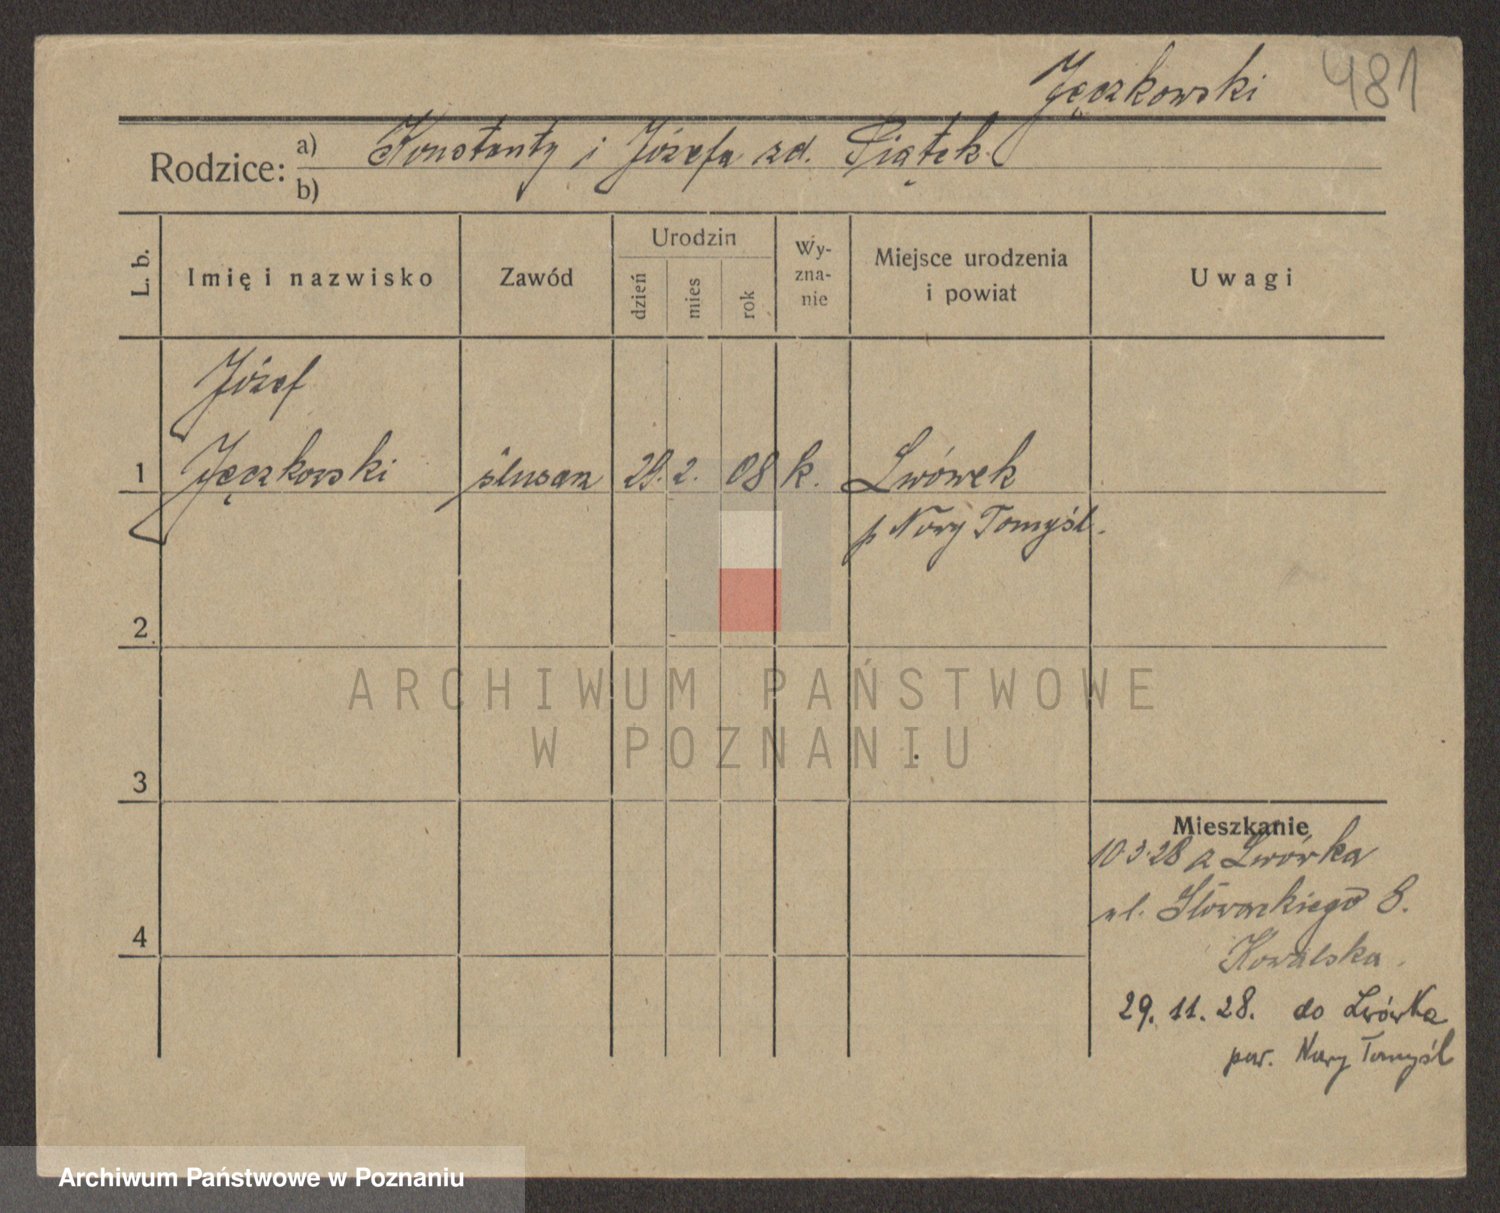 Jęczkowski 481
Rodzice: a) Konstanty i Józefa zd. Piątek
b)
L. b. Imię i nazwisko Zawód Urodzin dzień mies rok Wyznanie Miejsce urodzenia i powiat Uwagi
Józef
1 Jęczkowski ślusarz 29. 2. 08 k. Lwówek
p Nowy Tomyśl.
2
ARCHIWUM PAŃSTWOWE
W POZNANIU
3
Mieszkanie
10 3 28 z Lwówka
ul. Słowackiego 8.
4
Kowalska.
29. 11. 28. do Lwówka
pow. Nowy Tomyśl
Archiwum Państwowe w Poznaniu